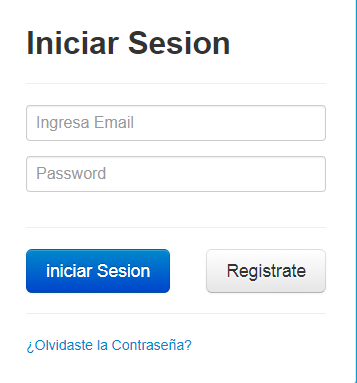 Iniciar Sesion
Ingresa Email
Password
iniciar Sesion
Registrate
¿Olvidaste la Contraseña?